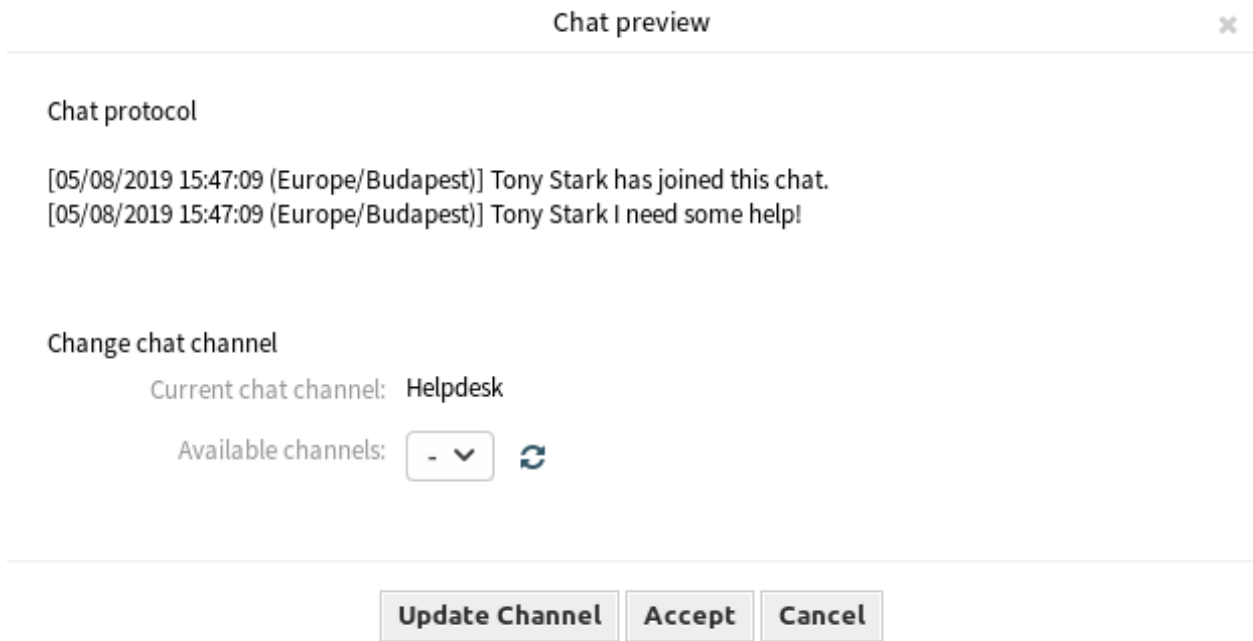 Chat preview
Chat protocol
[05/08/2019 15:47:09 (Europe/Budapest)] Tony Stark has joined this chat.
[05/08/2019 15:47:09 (Europe/Budapest)] Tony Stark I need some help!
Change chat channel
Current chat channel: Helpdesk
Available channels: -
Update Channel Accept Cancel